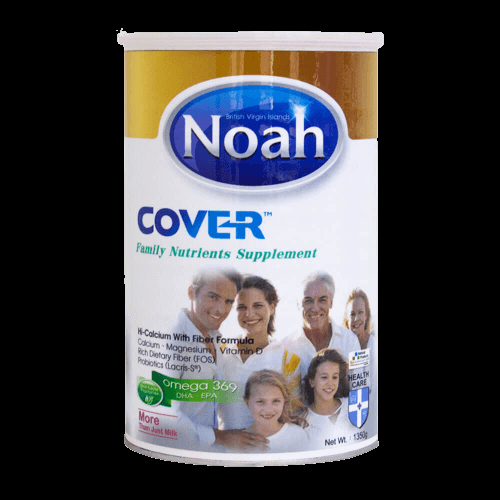 British Virgin Islands
Noah
COVER™
Family Nutrients Supplement
Hi-Calcium With Fiber Formula
Calcium - Magnesium - Vitamin D
Rich Dietary Fiber (FOS)
Probiotics (Lacris-S®)
omega 369
DHA EPA
HEALTH
CARE
More
Than Just Milk
Net Wt. 1350g